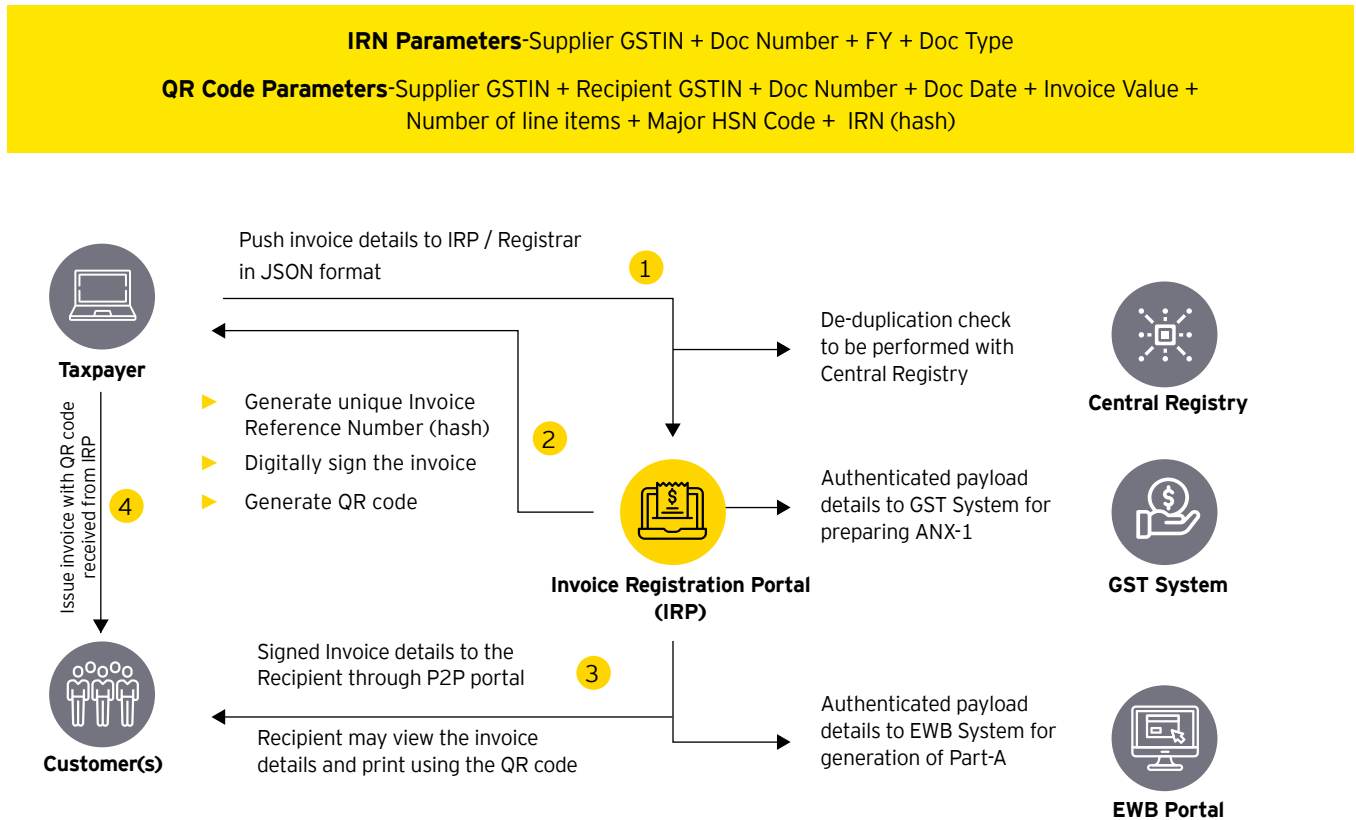 IRN Parameters-Supplier GSTIN + Doc Number + FY + Doc Type
QR Code Parameters-Supplier GSTIN + Recipient GSTIN + Doc Number + Doc Date + Invoice Value +
Number of line items + Major HSN Code + IRN (hash)
Push invoice details to IRP / Registrar
in JSON format
1
Taxpayer
De-duplication check
to be performed with
Central Registry
Central Registry
Generate unique Invoice
Reference Number (hash)
Digitally sign the invoice
Generate QR code
2
Issue invoice with QR code
received from IRP
4
$
Invoice Registration Portal
(IRP)
Authenticated payload
details to GST System for
preparing ANX-1
$
GST System
Signed Invoice details to the
Recipient through P2P portal
3
Recipient may view the invoice
details and print using the QR code
Customer(s)
Authenticated payload
details to EWB System for
generation of Part-A
EWB Portal